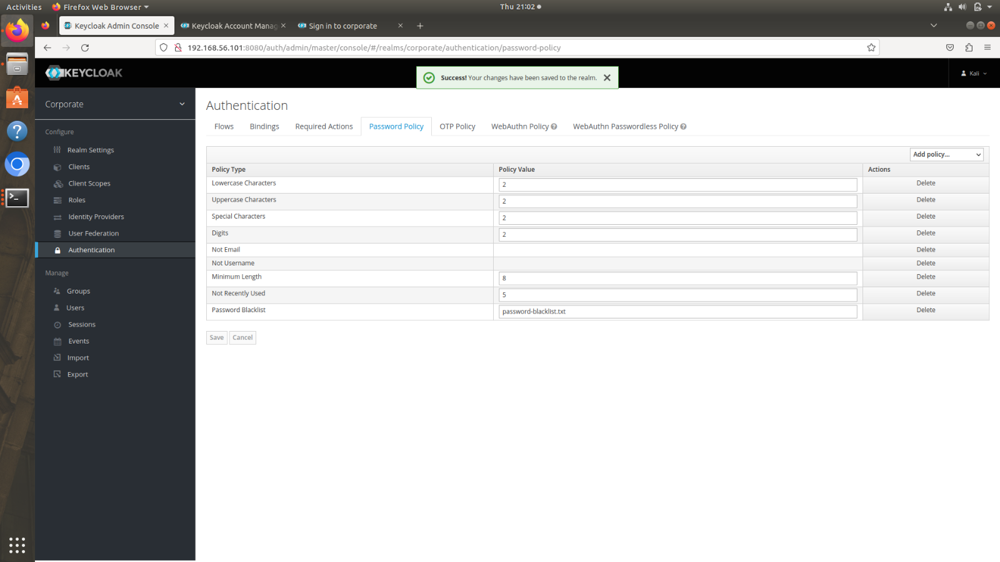 Activities
Firefox Web Browser
Thu 21:02
Keycloak Admin Console
Keycloak Account Manag
Sign in to corporate
192.168.56.101:8080/auth/admin/master/console/#/realms/corporate/authentication/password-policy
KEYCLOAK
Success! Your changes have been saved to the realm.
Kali
Corporate
Configure
Realm Settings
Clients
Client Scopes
Roles
Identity Providers
User Federation
Authentication
Manage
Groups
Users
Sessions
Events
Import
Export
Authentication
Flows
Bindings
Required Actions
Password Policy
OTP Policy
WebAuthn Policy
WebAuthn Passwordless Policy
Add policy...
Policy Type Policy Value Actions
Lowercase Characters 2 Delete
Uppercase Characters 2 Delete
Special Characters 2 Delete
Digits 2 Delete
Not Email Delete
Not Username Delete
Minimum Length 8 Delete
Not Recently Used 5 Delete
Password Blacklist password-blacklist.txt Delete
Save Cancel